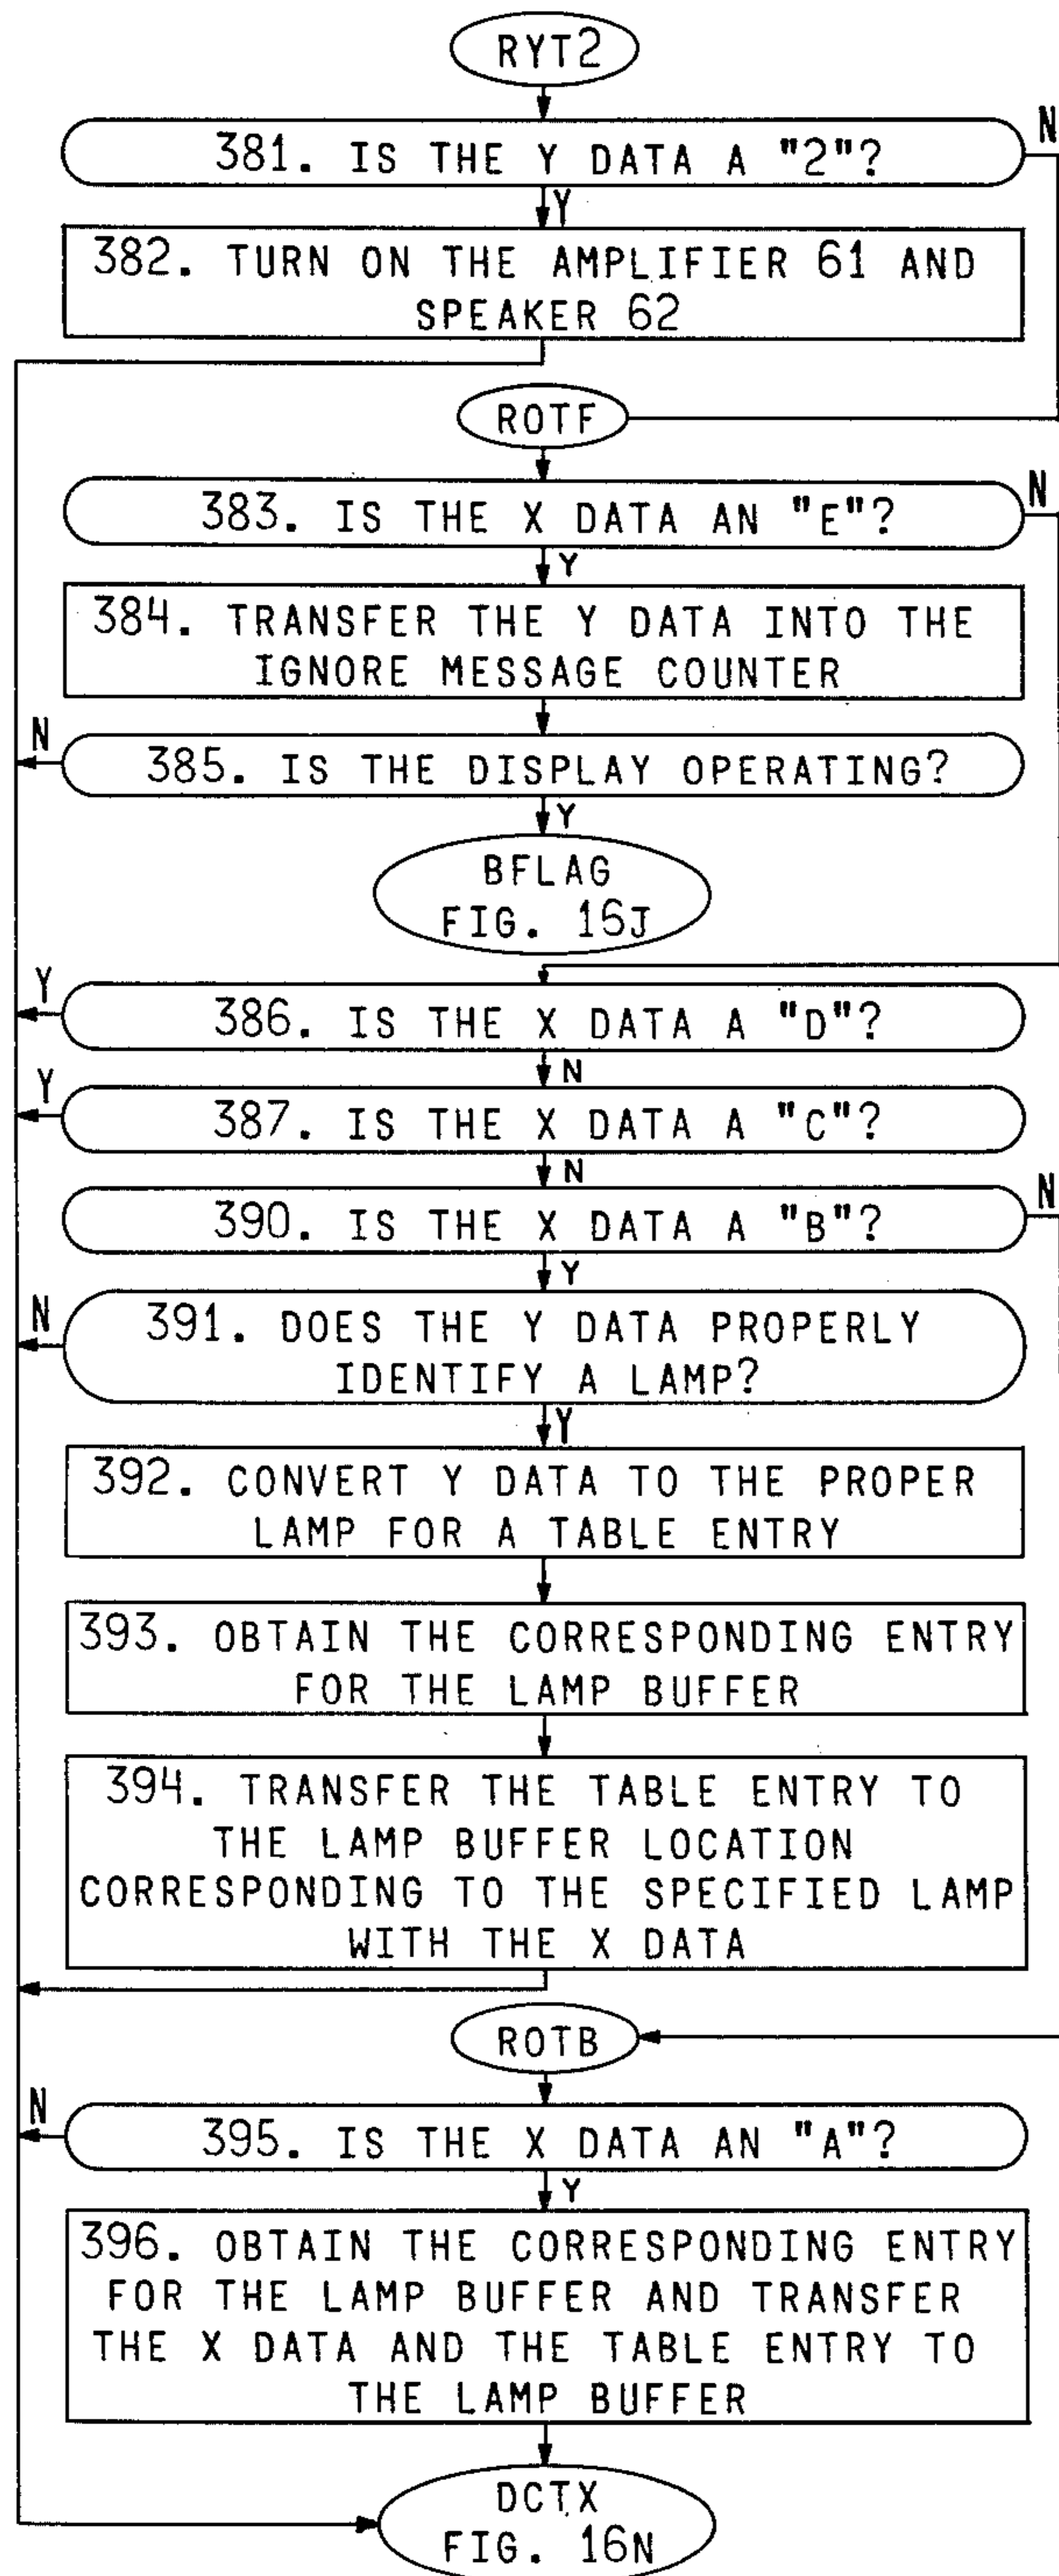 RYT2
N
381. IS THE Y DATA A "2"?
Y
382. TURN ON THE AMPLIFIER 61 AND
SPEAKER 62
ROTF
N
383. IS THE X DATA AN "E"?
Y
384. TRANSFER THE Y DATA INTO THE
IGNORE MESSAGE COUNTER
N
385. IS THE DISPLAY OPERATING?
Y
BFLAG
FIG. 16J
Y
386. IS THE X DATA A "D"?
N
Y
387. IS THE X DATA A "C"?
N
N
390. IS THE X DATA A "B"?
Y
N
391. DOES THE Y DATA PROPERLY
IDENTIFY A LAMP?
Y
392. CONVERT Y DATA TO THE PROPER
LAMP FOR A TABLE ENTRY
393. OBTAIN THE CORRESPONDING ENTRY
FOR THE LAMP BUFFER
394. TRANSFER THE TABLE ENTRY TO
THE LAMP BUFFER LOCATION
CORRESPONDING TO THE SPECIFIED LAMP
WITH THE X DATA
ROTB
N
395. IS THE X DATA AN "A"?
Y
396. OBTAIN THE CORRESPONDING ENTRY
FOR THE LAMP BUFFER AND TRANSFER
THE X DATA AND THE TABLE ENTRY TO
THE LAMP BUFFER
DCTX
FIG. 16N